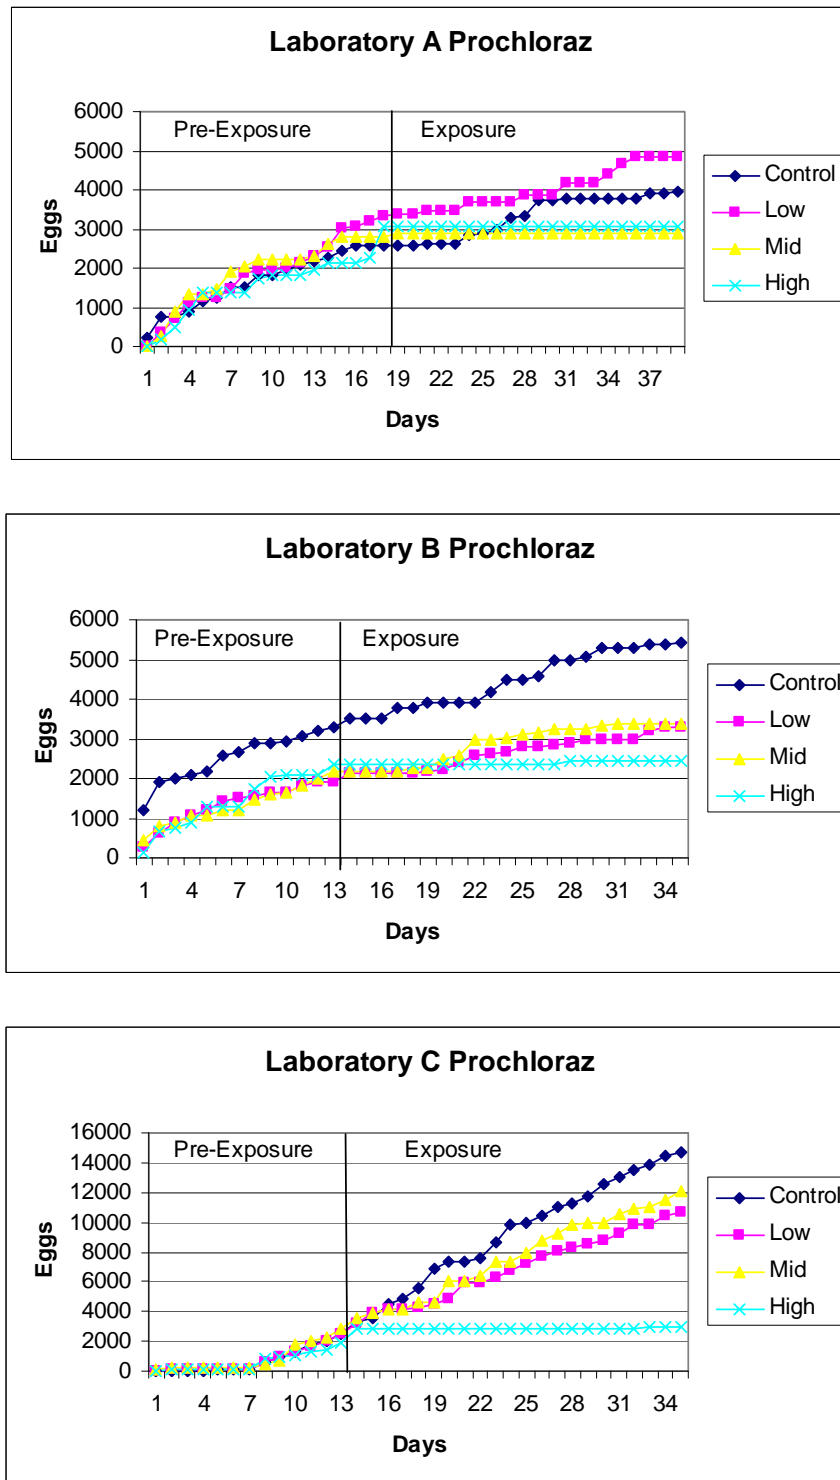 Laboratory A Prochloraz
6000
5000
4000
3000
2000
1000
0
Eggs
Pre-Exposure Exposure
1 4 7 10 13 16 19 22 25 28 31 34 37
Days
Control
Low
Mid
High
Laboratory B Prochloraz
6000
5000
4000
3000
2000
1000
0
Eggs
Pre-Exposure Exposure
1 4 7 10 13 16 19 22 25 28 31 34
Days
Control
Low
Mid
High
Laboratory C Prochloraz
16000
14000
12000
10000
8000
6000
4000
2000
0
Eggs
Pre-Exposure Exposure
1 4 7 10 13 16 19 22 25 28 31 34
Days
Control
Low
Mid
High